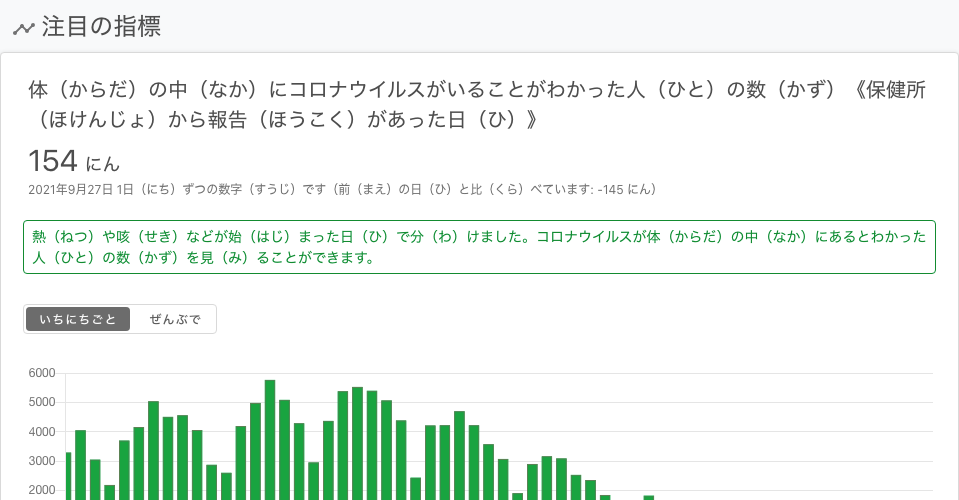 注目の指標
体（からだ）の中（なか）にコロナウイルスがいることがわかった人（ひと）の数（かず）《保健所
（ほけんじょ）から報告（ほうこく）があった日（ひ）》
154 にん
2021年9月27日 1日（にち）ずつの数字（すうじ）です（前（まえ）の日（ひ）と比（くら）べています: -145 にん）
熱（ねつ）や咳（せき）などが始（はじ）まった日（ひ）で分（わ）けました。コロナウイルスが体（からだ）の中（なか）にあるとわかった
人（ひと）の数（かず）を見（み）ることができます。
いちにちごと ぜんぶで
6000
5000
4000
3000
2000